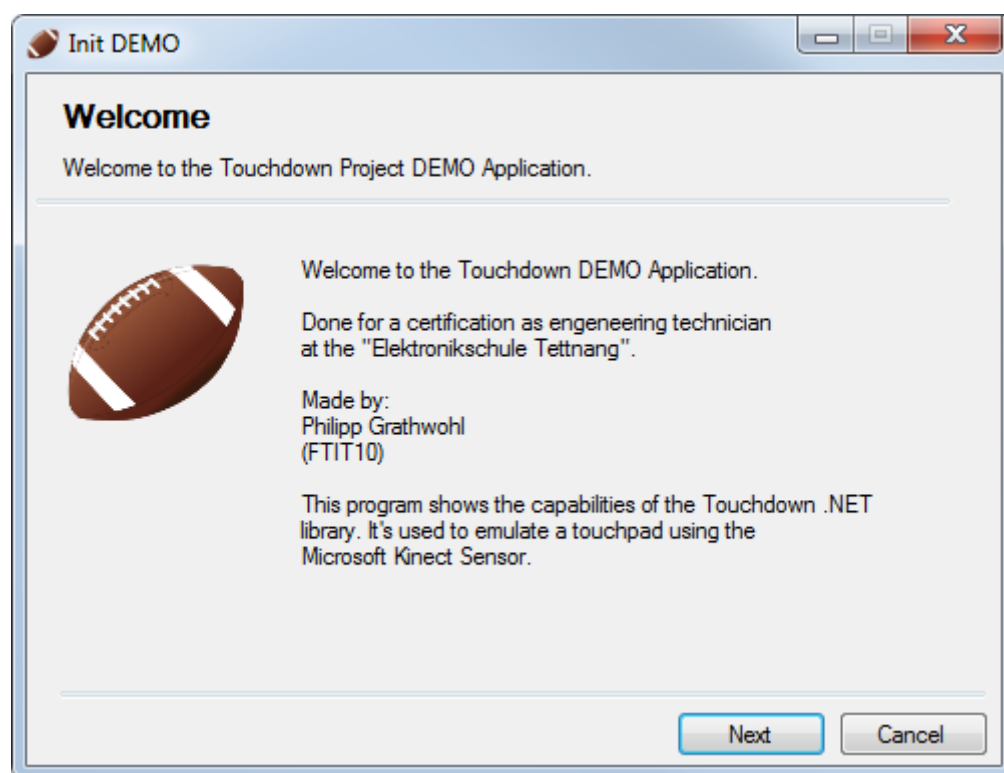 Init DEMO
Welcome
Welcome to the Touchdown Project DEMO Application.
Welcome to the Touchdown DEMO Application.
Done for a certification as engeneering technician
at the "Elektronikschule Tettnang".
Made by:
Philipp Grathwohl
(FTIT10)
This program shows the capabilities of the Touchdown .NET
library. It's used to emulate a touchpad using the
Microsoft Kinect Sensor.
Next
Cancel